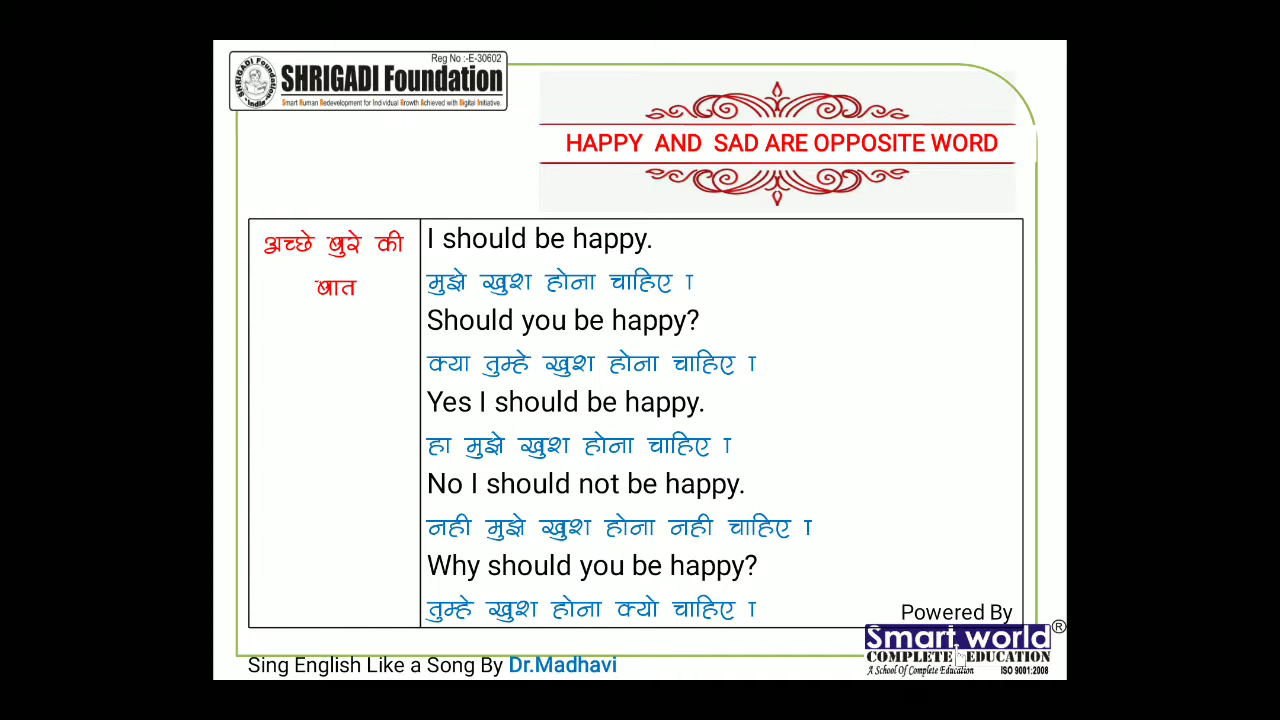 Reg No :-E-30602
SHRIGADI Foundation
Smart Human Redevelopment for Individual Growth Achieved with Digital Initiative.
SHRIGADI Foundation
India
HAPPY AND SAD ARE OPPOSITE WORD
अच्छे बुरे की
बात
I should be happy.
मुझे खुश होना चाहिए ा
Should you be happy?
क्या तुम्हे खुश होना चाहिए ा
Yes I should be happy.
हा मुझे खुश होना चाहिए ा
No I should not be happy.
नही मुझे खुश होना नही चाहिए ा
Why should you be happy?
तुम्हे खुश होना क्यो चाहिए ा
Powered By
Smart world ®
COMPLETE EDUCATION
A School Of Complete Education ISO 9001:2008
Sing English Like a Song By Dr.Madhavi